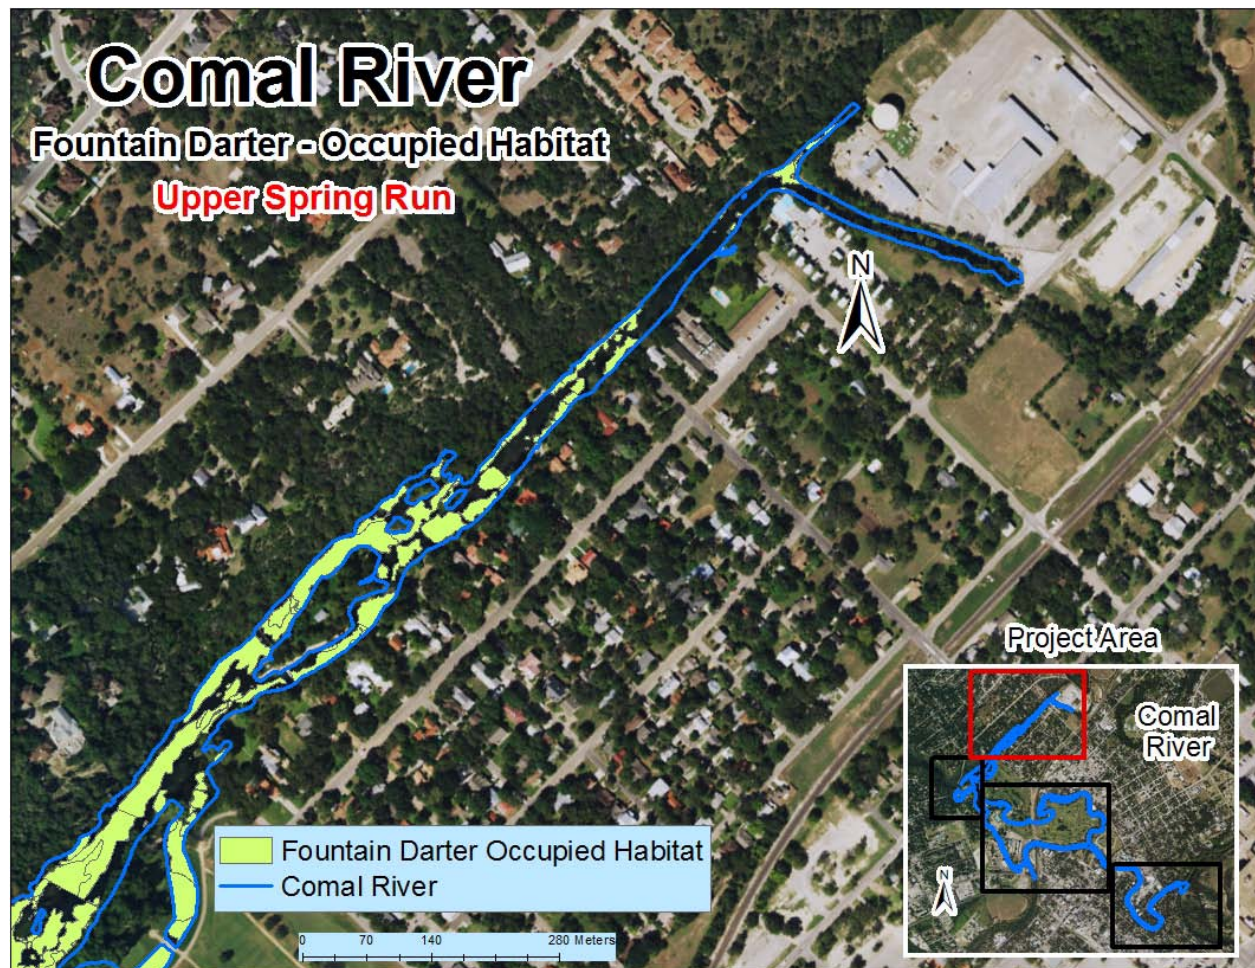 Comal River
Fountain Darter - Occupied Habitat
Upper Spring Run
N
Project Area
Comal
River
N
Fountain Darter Occupied Habitat
Comal River
0 70 140 280 Meters